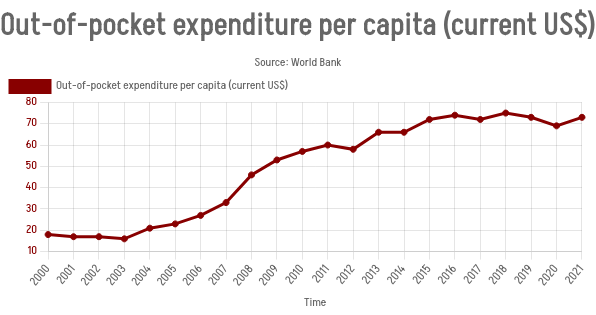 Out-of-pocket expenditure per capita (current US$)
Source: World Bank
Out-of-pocket expenditure per capita (current US$)
80
70
60
50
40
30
20
10
2000 2001 2002 2003 2004 2005 2006 2007 2008 2009 2010 2011 2012 2013 2014 2015 2016 2017 2018 2019 2020 2021
Time